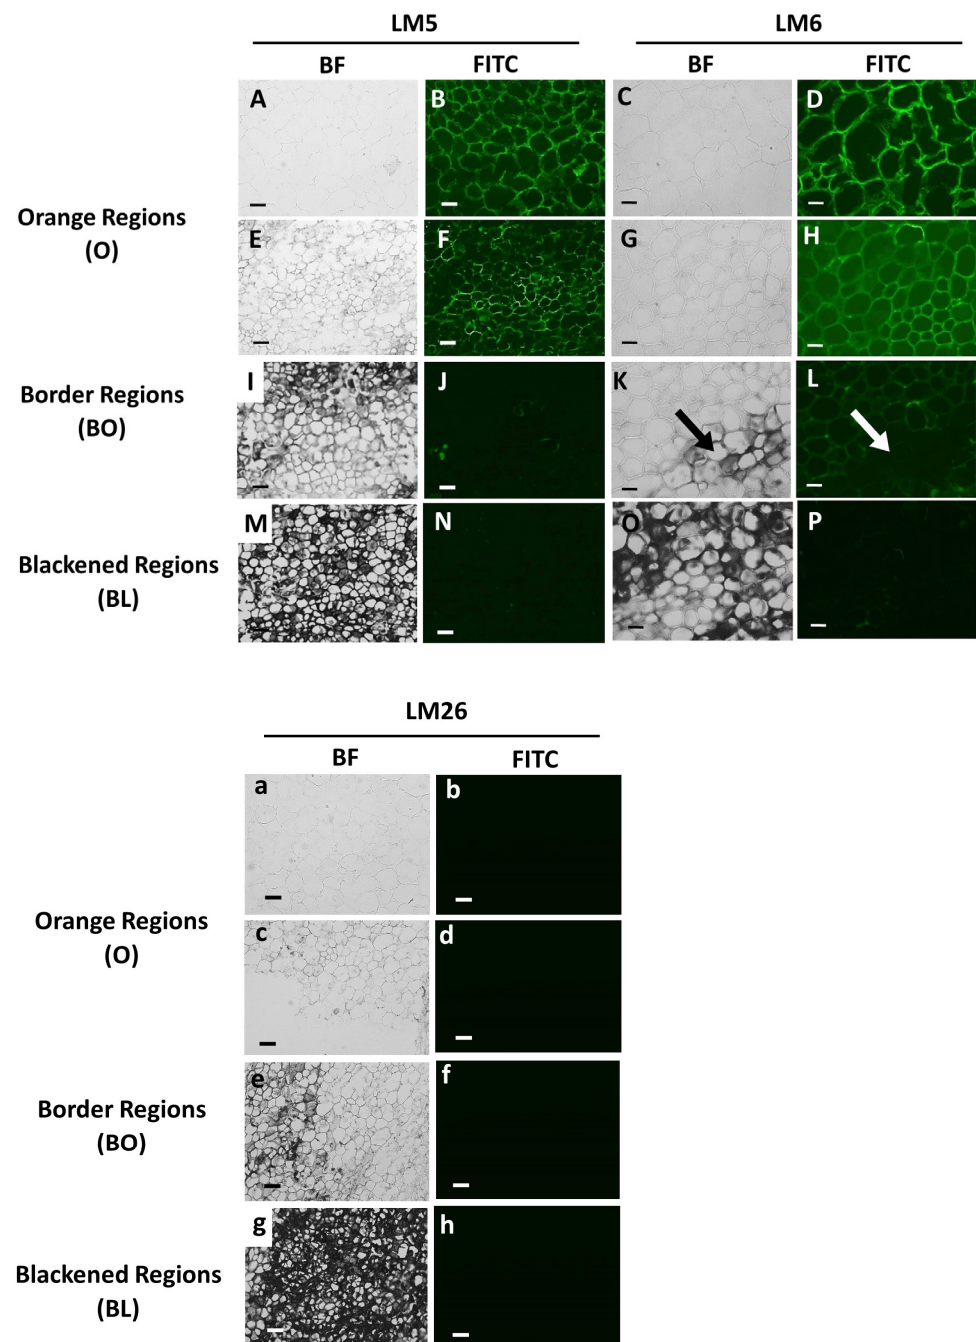 LM5 LM6
BF FITC BF FITC
A B C D
Orange Regions
(O)
E F G H
Border Regions
(BO)
I J K L
Blackened Regions
(BL)
M N O P
LM26
BF FITC
a b
Orange Regions
(O)
c d
Border Regions
(BO)
e f
Blackened Regions
(BL)
g h